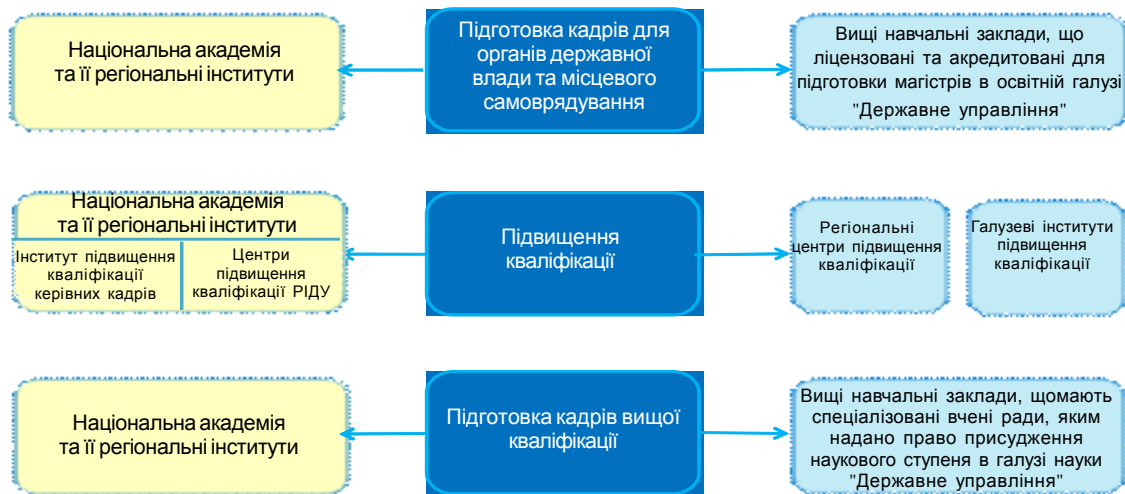 Національна академія
та її регіональні інститути
Підготовка кадрів для
органів державної
влади та місцевого
самоврядування
Вищі навчальні заклади, що
ліцензовані та акредитовані для
підготовки магістрів в освітній галузі
"Державне управління"
Національна академія
та її регіональні інститути
Інститут підвищення
кваліфікації
керівних кадрів
Центри
підвищення
кваліфікації РІДУ
Підвищення
кваліфікації
Регіональні
центри підвищення
кваліфікації
Галузеві інститути
підвищення
кваліфікації
Національна академія
та її регіональні інститути
Підготовка кадрів вищої
кваліфікації
Вищі навчальні заклади, щомають
спеціалізовані вчені ради, яким
надано право присудження
наукового ступеня в галузі науки
"Державне управління"